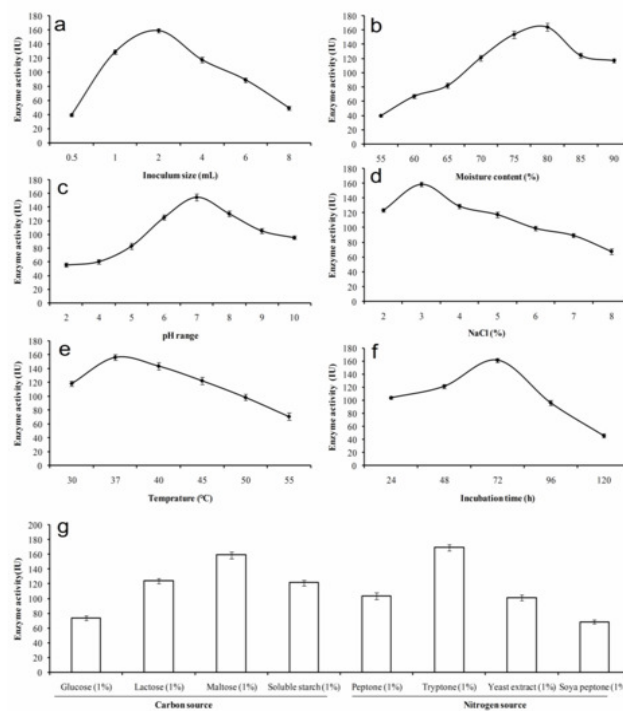 a
Enzyme activity (IU)
180
160
140
120
100
80
60
40
20
0
0.5 1 2 4 6 8
Inoculum size (mL)
b
Enzyme activity (IU)
180
160
140
120
100
80
60
40
20
0
55 60 65 70 75 80 85 90
Moisture content (%)
c
Enzyme activity (IU)
180
160
140
120
100
80
60
40
20
0
2 4 5 6 7 8 9 10
pH range
d
Enzyme activity (IU)
180
160
140
120
100
80
60
40
20
0
2 3 4 5 6 7 8
NaCl (%)
e
Enzyme activity (IU)
180
160
140
120
100
80
60
40
20
0
30 37 40 45 50 55
Temprature (°C)
f
Enzyme activity (IU)
180
160
140
120
100
80
60
40
20
0
24 48 72 96 120
Incubation time (h)
g
Enzyme activity(IU)
200
180
160
140
120
100
80
60
40
20
0
Glucose (1%) Lactose (1%) Maltose (1%) Soluble starch (1%) Peptone (1%) Tryptone (1%) Yeast extract (1%) Soya peptone (1%
Carbon source Nitrogen source